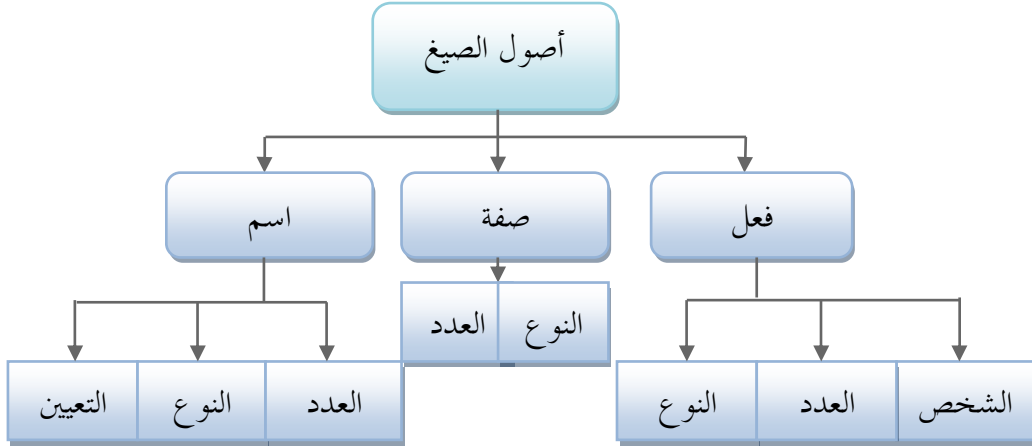 أصول الصيغ
فعل
صفة
اسم
النوع
العدد
الشخص
العدد
النوع
العدد
النوع
التعيين